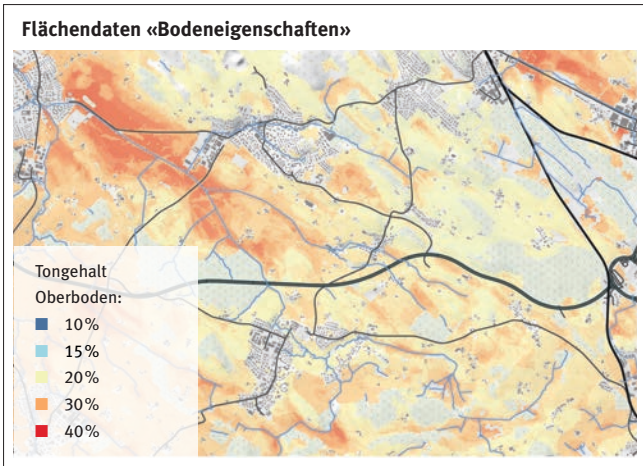 Flächendaten «Bodeneigenschaften»
Tongehalt
Oberboden:
10%
15%
20%
30%
40%